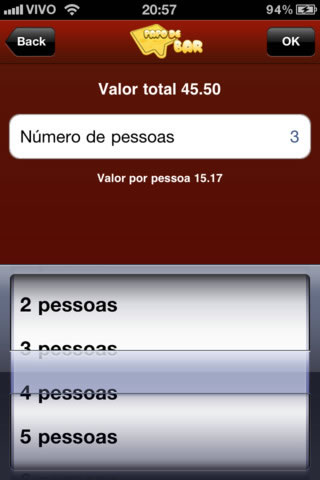 VIVO 20:57 94%
Back PAPO DE BAR OK
Valor total 45.50
Número de pessoas 3
Valor por pessoa 15.17
2 pessoas
3 pessoas
4 pessoas
5 pessoas